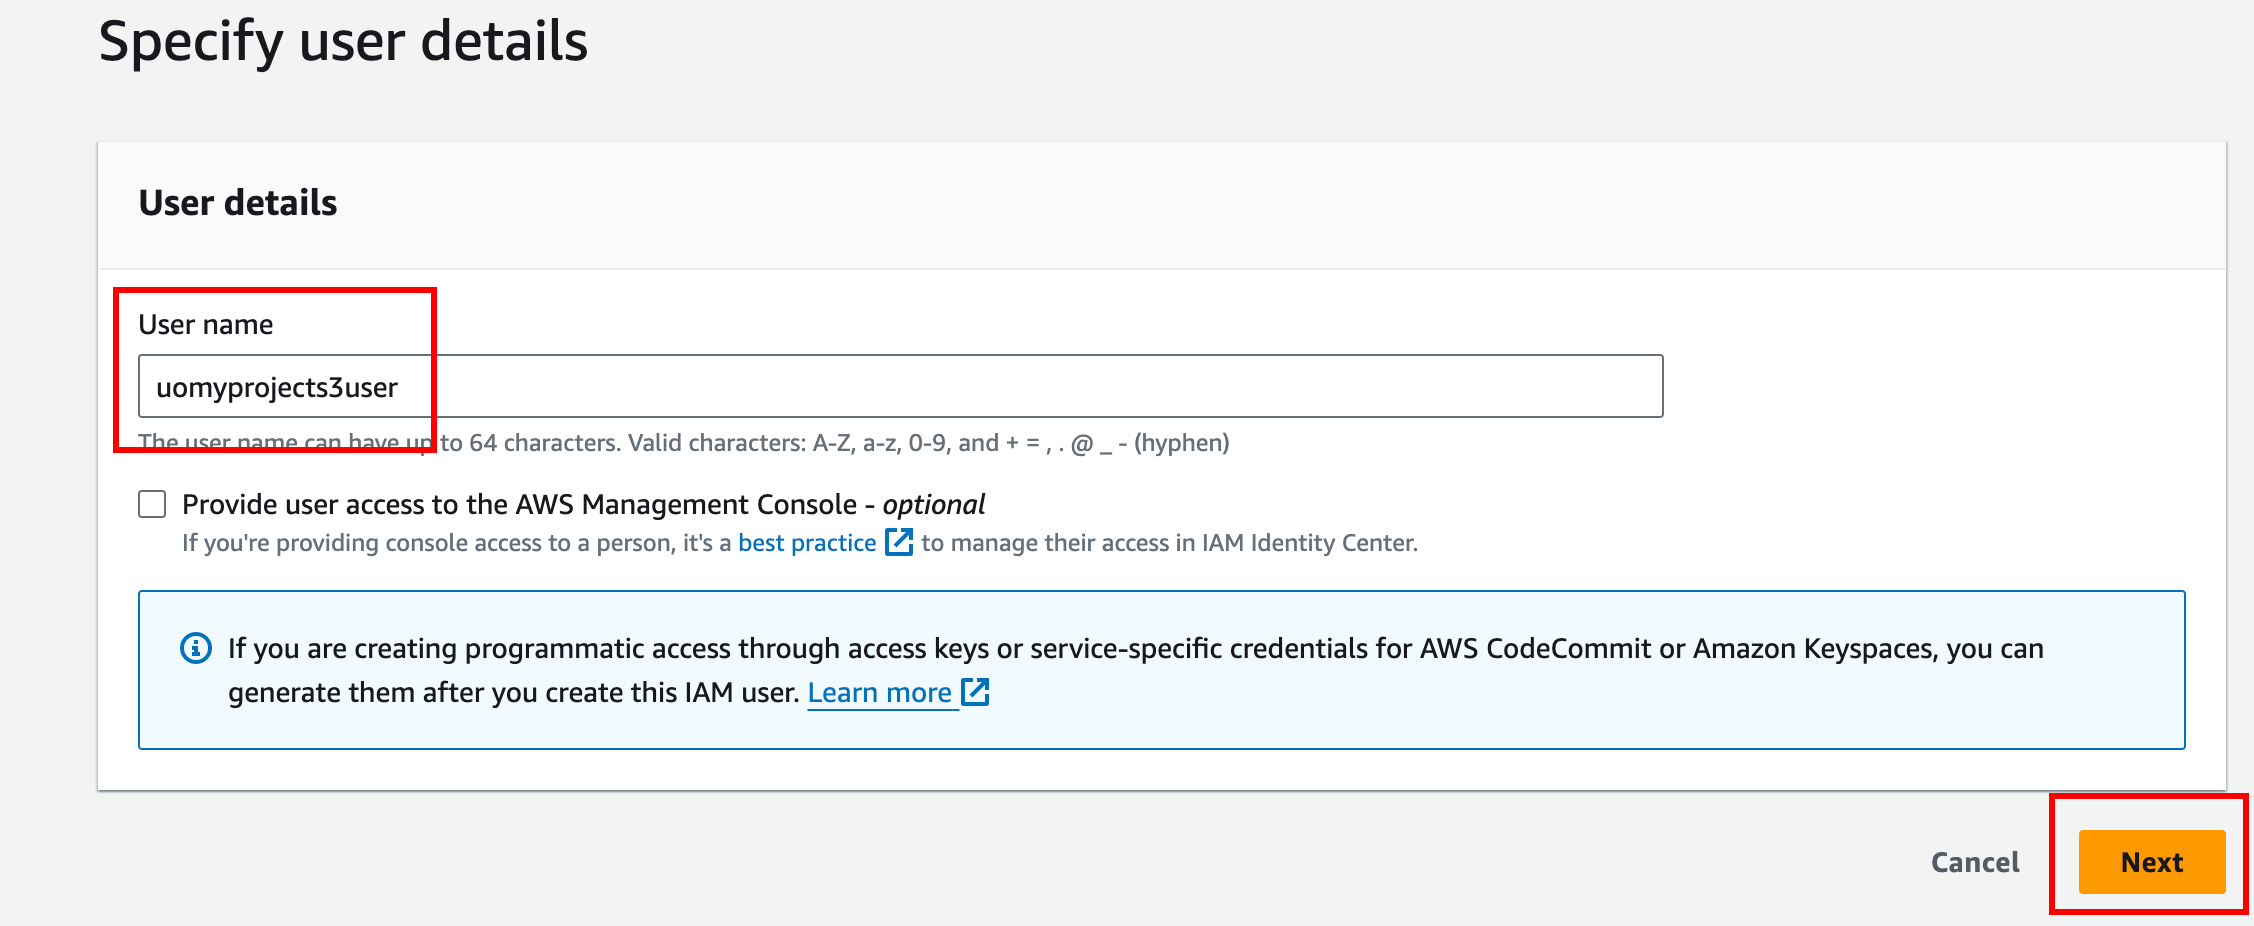 Specify user details
User details
User name
uomyprojects3user
The user name can have up to 64 characters. Valid characters: A-Z, a-z, 0-9, and + = , . @ _ - (hyphen)
Provide user access to the AWS Management Console - optional
If you're providing console access to a person, it's a best practice to manage their access in IAM Identity Center.
If you are creating programmatic access through access keys or service-specific credentials for AWS CodeCommit or Amazon Keyspaces, you can
generate them after you create this IAM user. Learn more
Cancel
Next